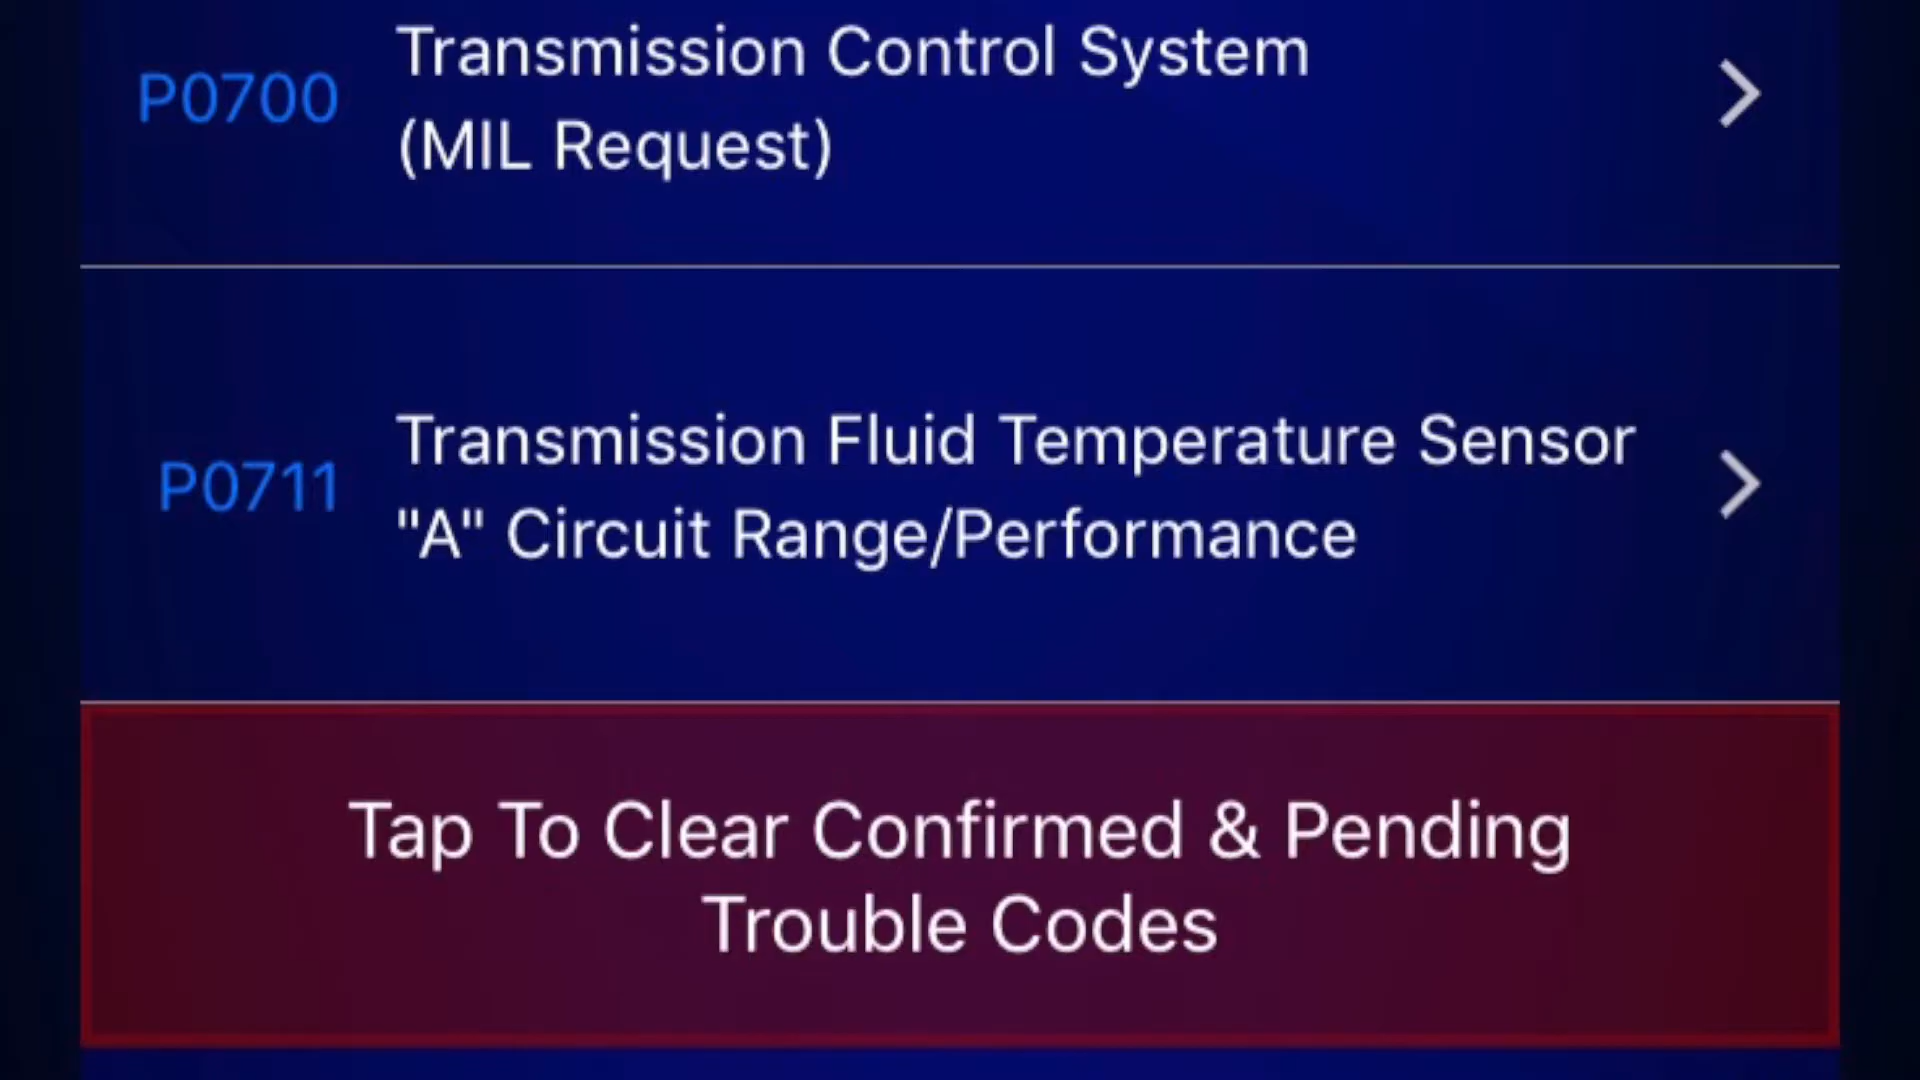 Transmission Control System
P0700
(MIL Request)
Transmission Fluid Temperature Sensor
P0711
"A" Circuit Range/Performance
Tap To Clear Confirmed & Pending
Trouble Codes